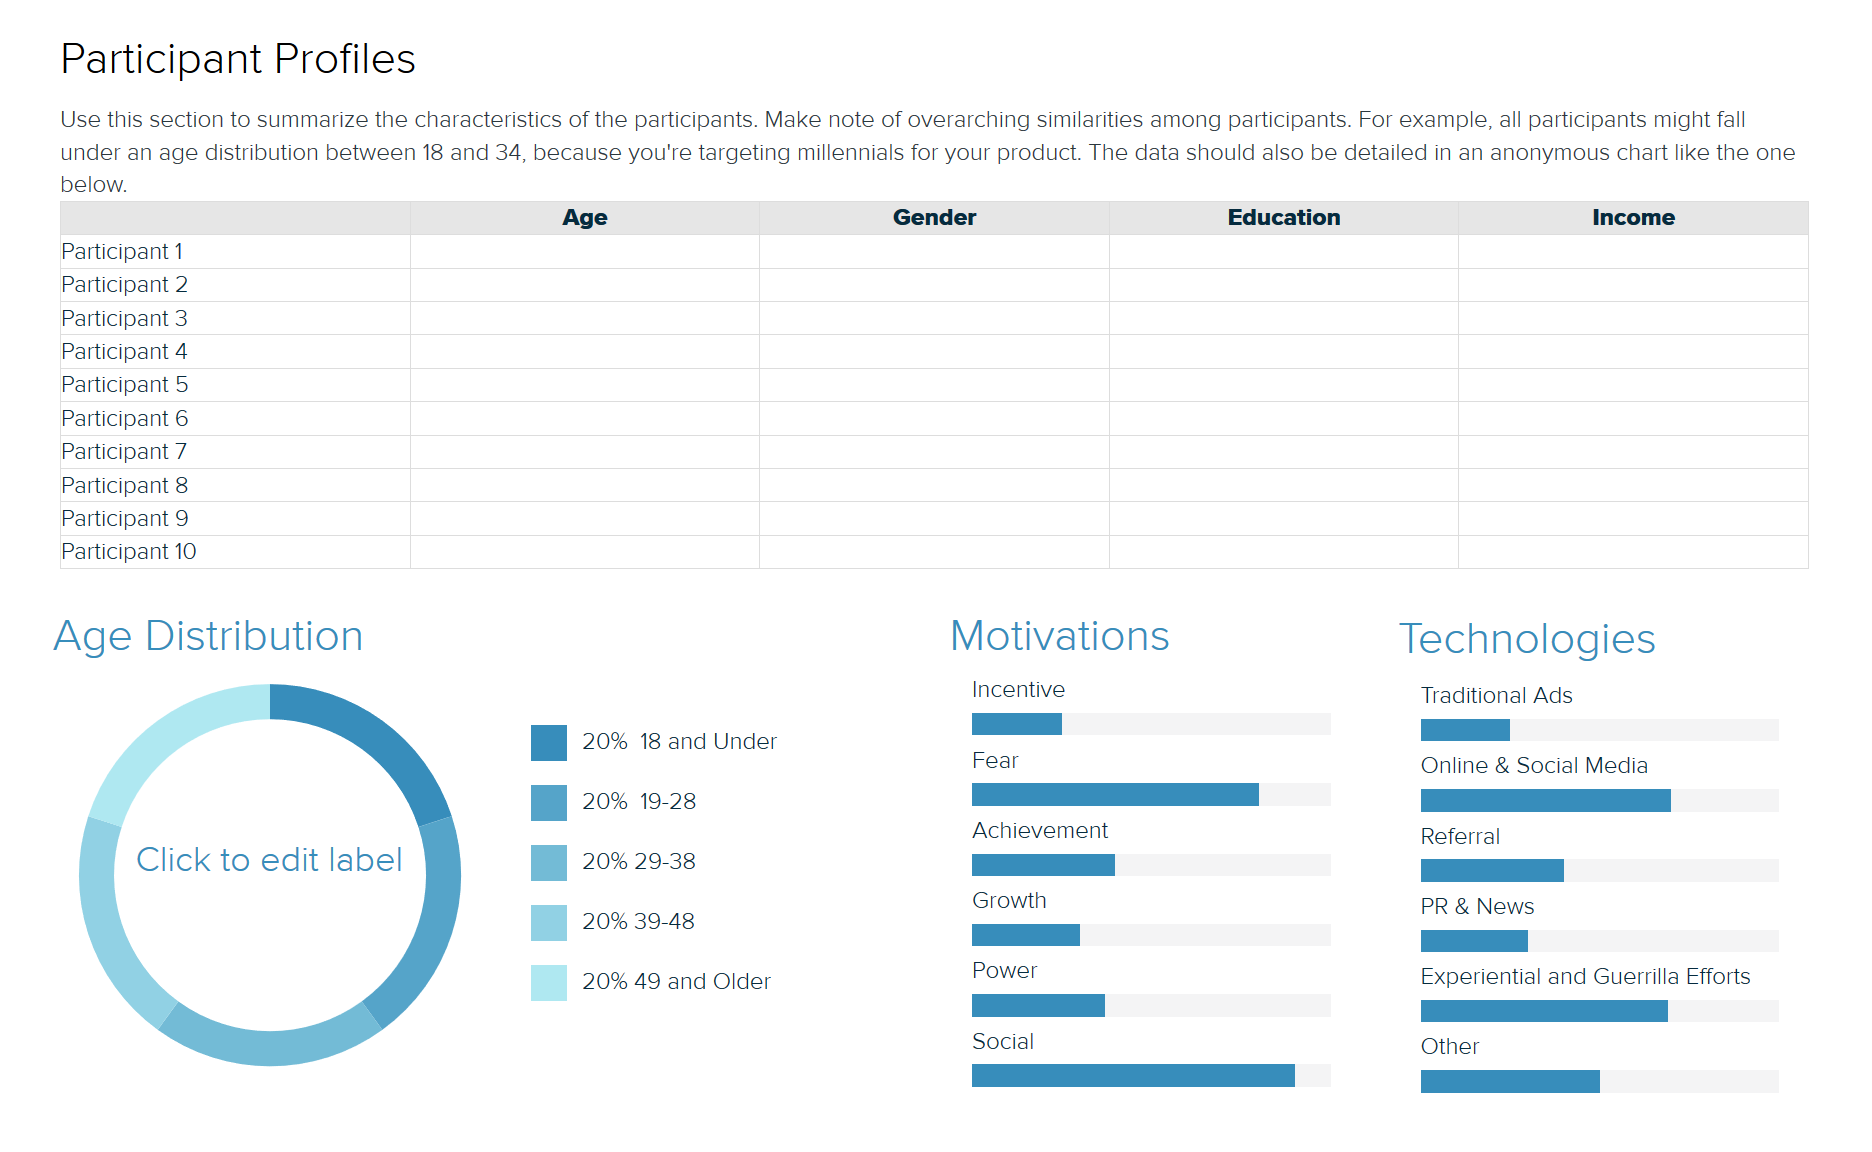 Participant Profiles
Use this section to summarize the characteristics of the participants. Make note of overarching similarities among participants. For example, all participants might fall
under an age distribution between 18 and 34, because you're targeting millennials for your product. The data should also be detailed in an anonymous chart like the one
below.
Age Gender Education Income
Participant 1
Participant 2
Participant 3
Participant 4
Participant 5
Participant 6
Participant 7
Participant 8
Participant 9
Participant 10
Age Distribution
Click to edit label
20% 18 and Under
20% 19-28
20% 29-38
20% 39-48
20% 49 and Older
Motivations
Incentive
Fear
Achievement
Growth
Power
Social
Technologies
Traditional Ads
Online & Social Media
Referral
PR & News
Experiential and Guerrilla Efforts
Other